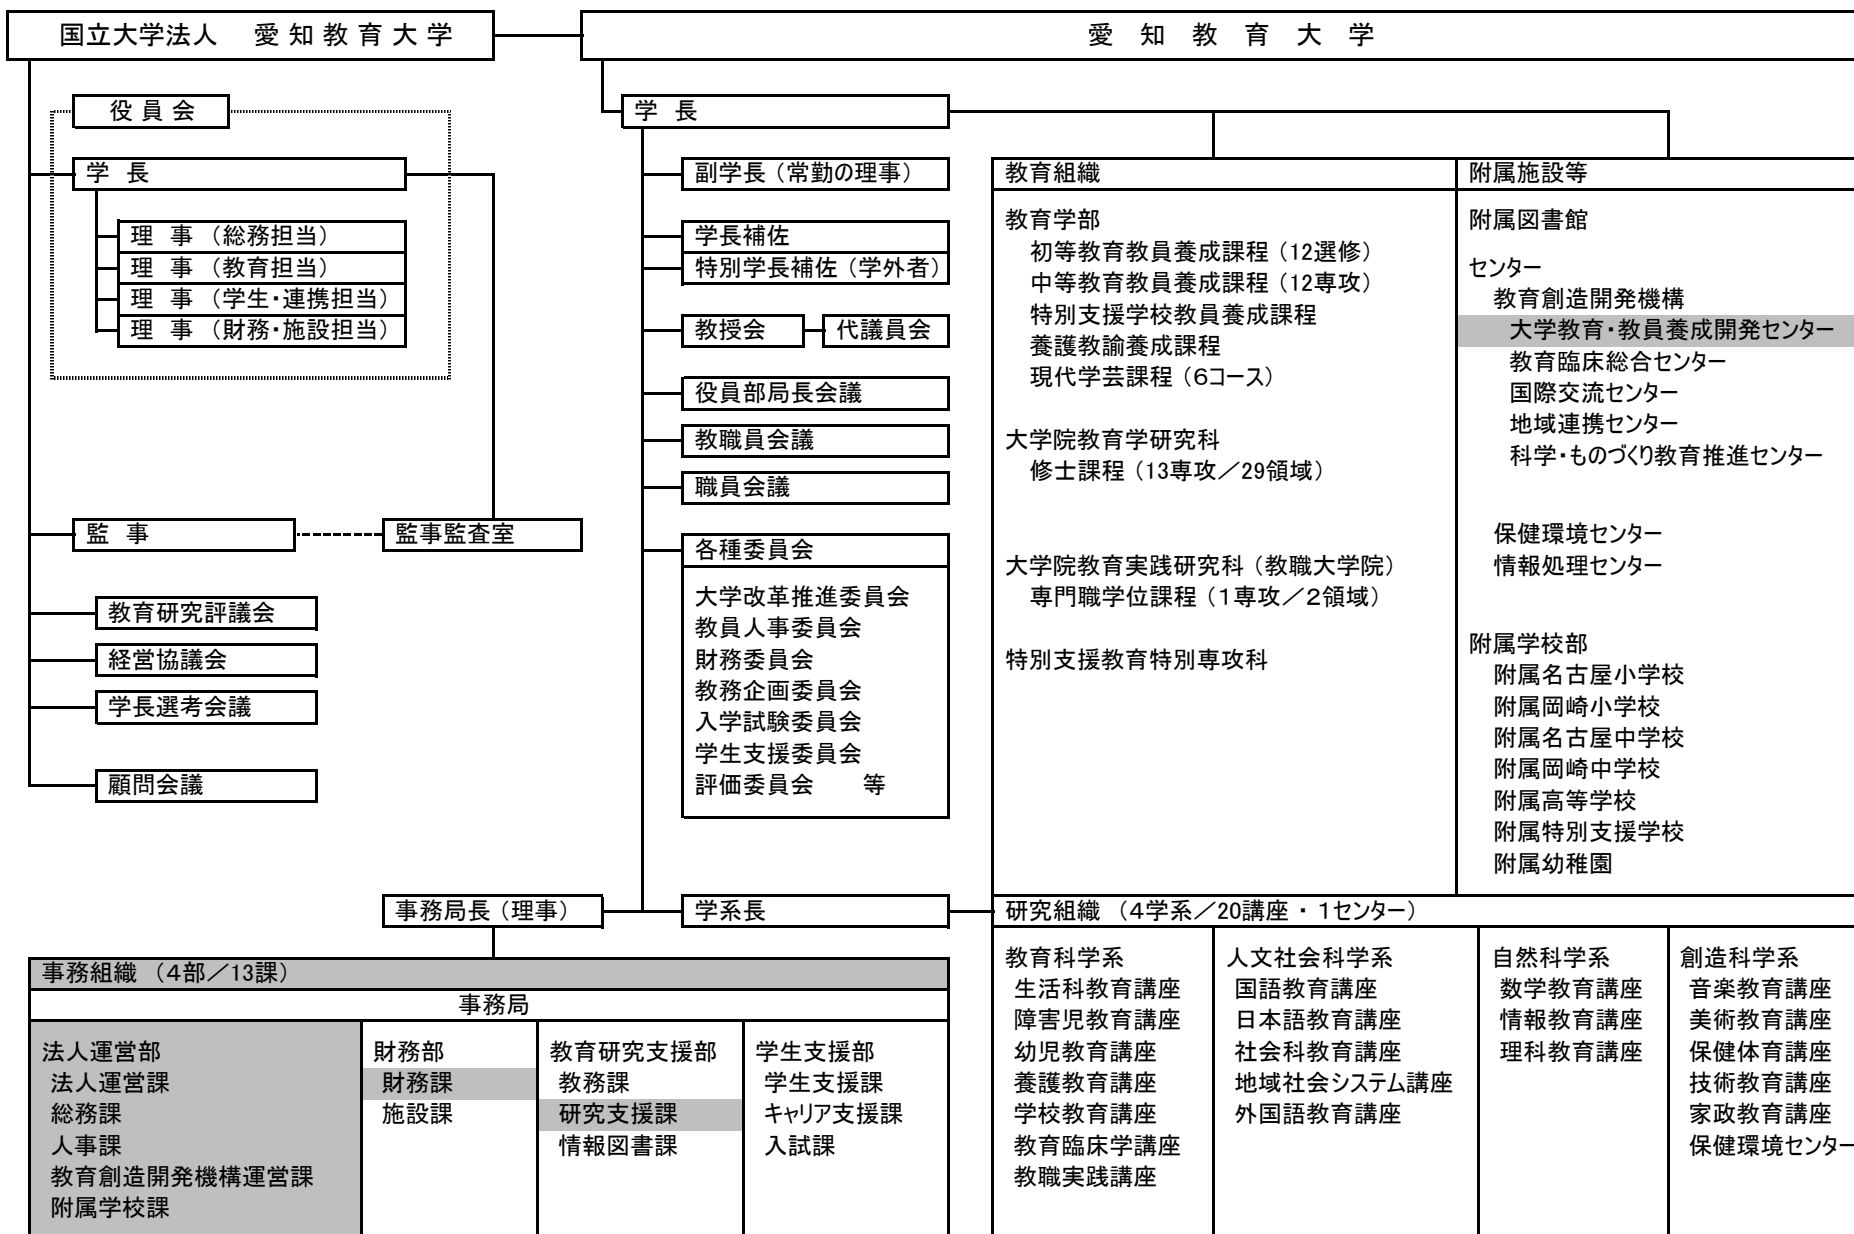 国立大学法人　愛 知 教 育 大 学
愛 知 教 育 大 学
役 員 会
学 長
理 事 （総務担当）
理 事 （教育担当）
理 事 （学生・連携担当）
理 事 （財務・施設担当）
監 事
監事監査室
教育研究評議会
経営協議会
学長選考会議
顧問会議
学 長
副学長（常勤の理事）
学長補佐
特別学長補佐（学外者）
教授会
代議員会
役員部局長会議
教職員会議
職員会議
各種委員会
大学改革推進委員会
教員人事委員会
財務委員会
教務企画委員会
入学試験委員会
学生支援委員会
評価委員会　　等
教育組織
教育学部
初等教育教員養成課程（12選修）
中等教育教員養成課程（12専攻）
特別支援学校教員養成課程
養護教諭養成課程
現代学芸課程（6コース）
大学院教育学研究科
修士課程（13専攻／29領域）
大学院教育実践研究科（教職大学院）
専門職学位課程（1専攻／2領域）
特別支援教育特別専攻科
附属施設等
附属図書館
センター
教育創造開発機構
大学教育・教員養成開発センター
教育臨床総合センター
国際交流センター
地域連携センター
科学・ものづくり教育推進センター
保健環境センター
情報処理センター
附属学校部
附属名古屋小学校
附属岡崎小学校
附属名古屋中学校
附属岡崎中学校
附属高等学校
附属特別支援学校
附属幼稚園
事務局長（理事）
学系長
研究組織 （4学系／20講座 ・ 1センター）
教育科学系
生活科教育講座
障害児教育講座
幼児教育講座
養護教育講座
学校教育講座
教育臨床学講座
教職実践講座
人文社会科学系
国語教育講座
日本語教育講座
社会科教育講座
地域社会システム講座
外国語教育講座
自然科学系
数学教育講座
情報教育講座
理科教育講座
創造科学系
音楽教育講座
美術教育講座
保健体育講座
技術教育講座
家政教育講座
保健環境センター
事務組織 （4部／13課）
事務局
法人運営部
法人運営課
総務課
人事課
教育創造開発機構運営課
附属学校課
財務部
財務課
施設課
教育研究支援部
教務課
研究支援課
情報図書課
学生支援部
学生支援課
キャリア支援課
入試課